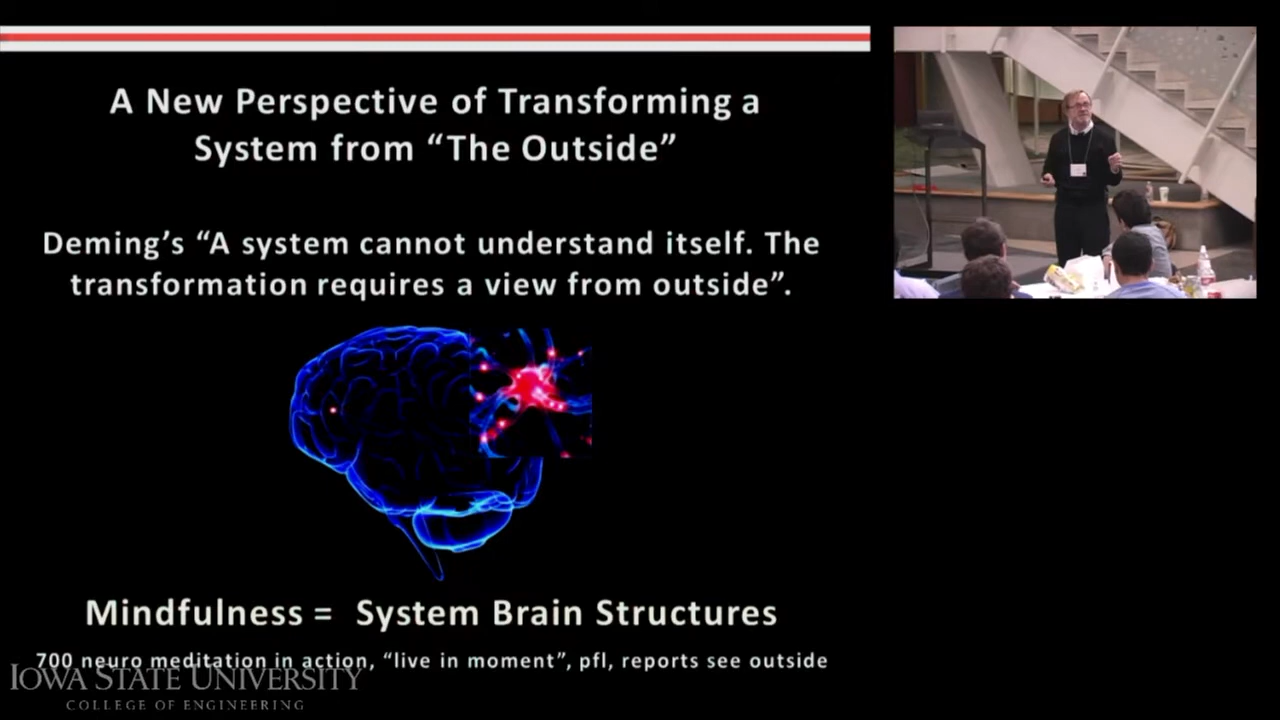 A New Perspective of Transforming a
System from “The Outside”
Deming’s “A system cannot understand itself. The
transformation requires a view from outside”.
Mindfulness = System Brain Structures
700 neuro meditation in action, “live in moment”, pfl, reports see outside
IOWA STATE UNIVERSITY
COLLEGE OF ENGINEERING